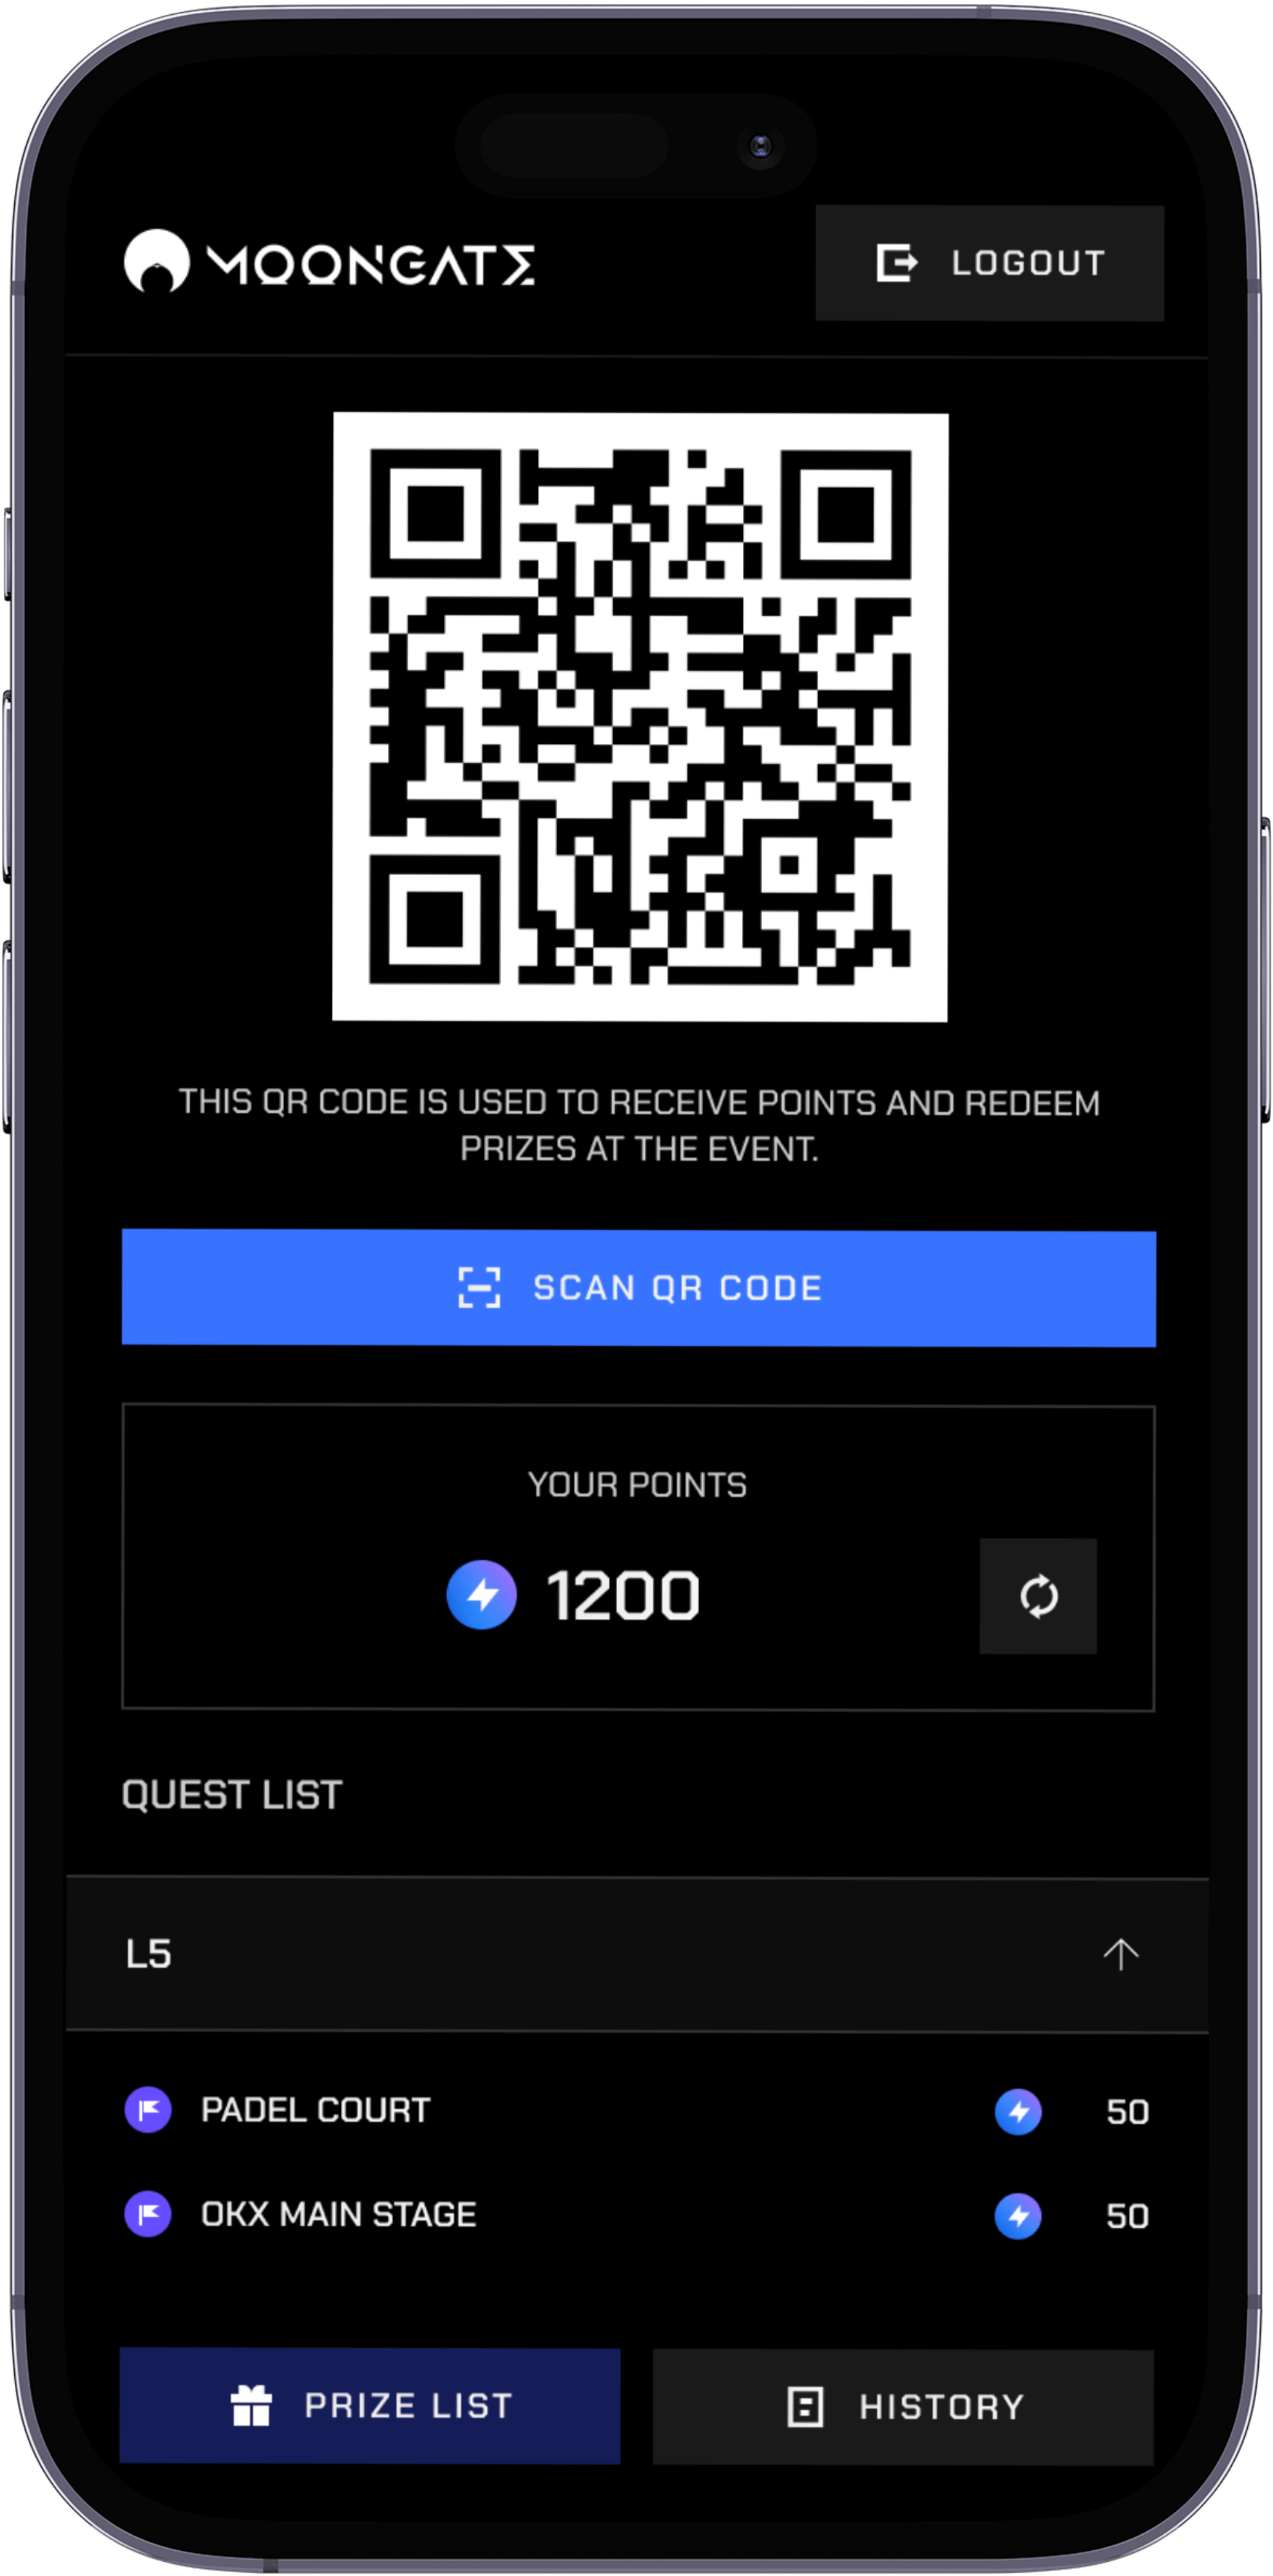 MOONGATE
LOGOUT
THIS QR CODE IS USED TO RECEIVE POINTS AND REDEEM
PRIZES AT THE EVENT.
SCAN QR CODE
YOUR POINTS
1200
QUEST LIST
L5
PADEL COURT 50
OKX MAIN STAGE 50
PRIZE LIST
HISTORY